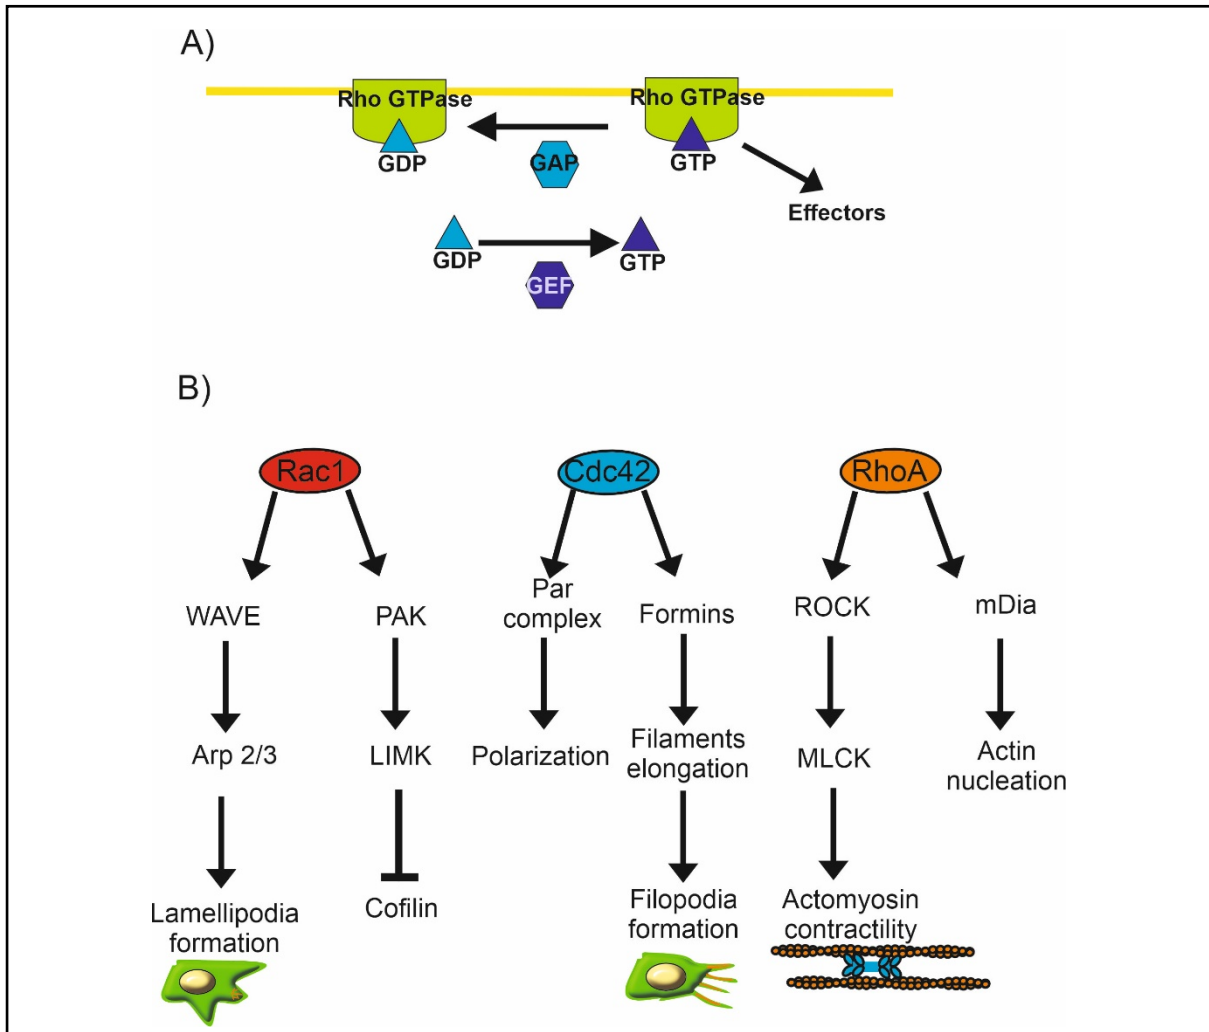 A)
Rho GTPase
Rho GTPase
GDP
GAP
GTP
Effectors
GDP
GEF
GTP
B)
Rac1
Cdc42
RhoA
WAVE
PAK
Par
complex
Formins
ROCK
mDia
Arp 2/3
LIMK
Polarization
Filaments
elongation
MLCK
Actin
nucleation
Lamellipodia
formation
Cofilin
Filopodia
formation
Actomyosin
contractility